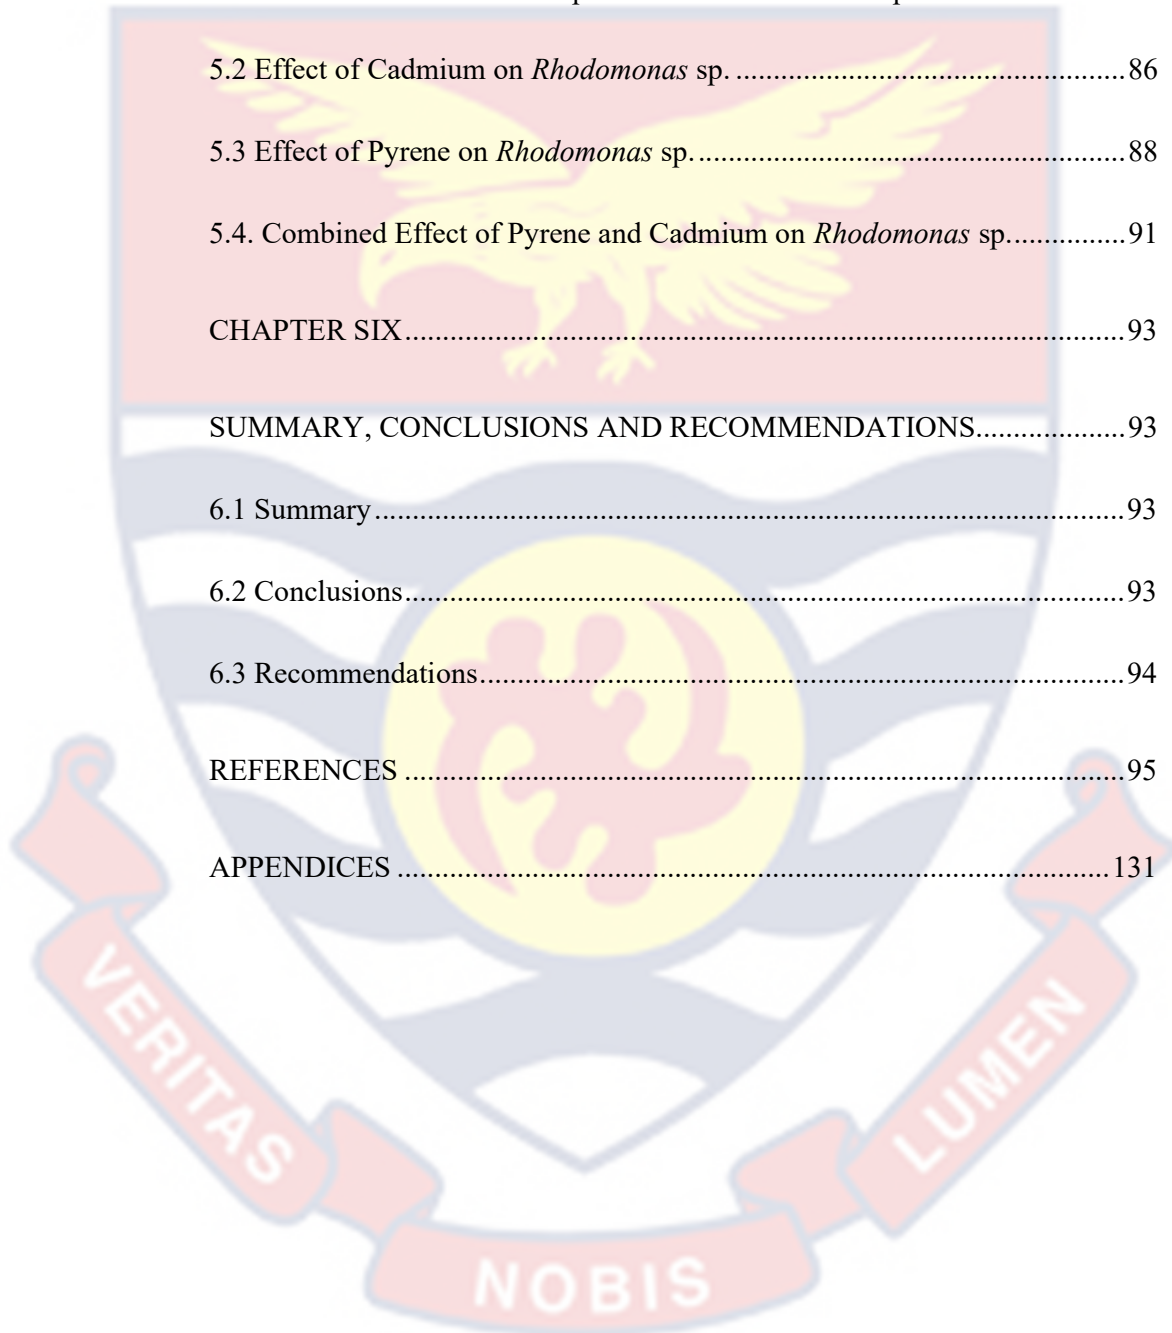 5.2 Effect of Cadmium on Rhodomonas sp. ........................................................86
5.3 Effect of Pyrene on Rhodomonas sp. .............................................................88
5.4. Combined Effect of Pyrene and Cadmium on Rhodomonas sp. ................91
CHAPTER SIX ...................................................................................................93
SUMMARY, CONCLUSIONS AND RECOMMENDATIONS.....................93
6.1 Summary .......................................................................................................93
6.2 Conclusions ...................................................................................................93
6.3 Recommendations .........................................................................................94
REFERENCES ...................................................................................................95
APPENDICES ..................................................................................................131
VERITAS
NOBIS
LUMEN